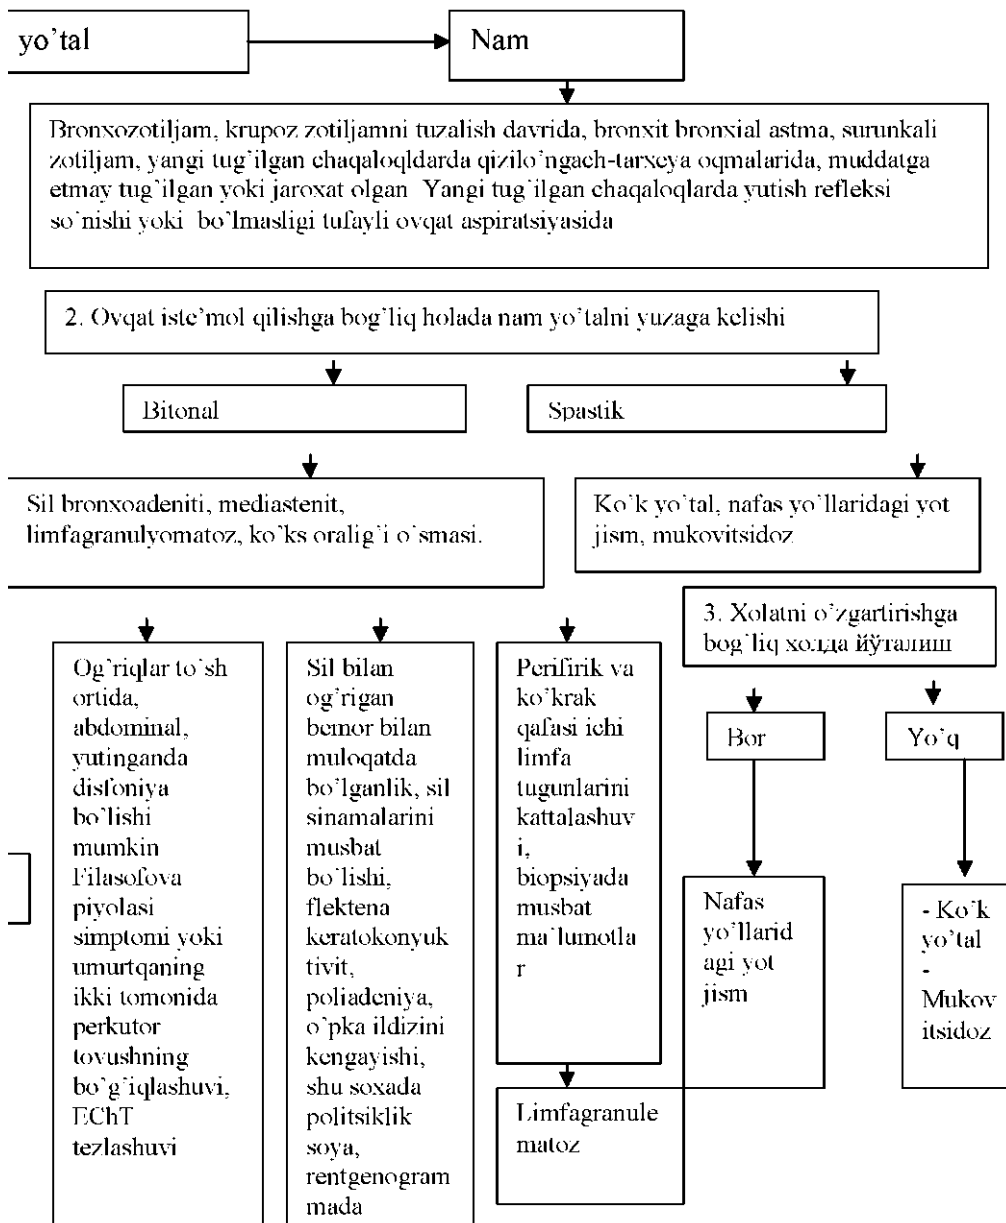 yo’tal
Nam
Bronxozotiljam, krupoz zotiljamni tuzalish davrida, bronxit bronxial astma, surunkali
zotiljam, yangi tug’ilgan chaqaloqldarda qizilo’ngach-tarxeya oqmalarida, muddatga
etmay tug’ilgan yoki jaroxat olgan Yangi tug’ilgan chaqaloqlarda yutish refleksi
so’nishi yoki bo’lmasligi tufayli ovqat aspiratsiyasida
2. Ovqat iste’mol qilishga bog’liq holada nam yo’talni yuzaga kelishi
Bitonal
Spastik
Sil bronxoadeniti, mediastenit,
limfagranulyomatoz, ko’ks oralig’i o’smasi.
Ko’k yo’tal, nafas yo’llaridagi yot
jism, mukovitsidoz
3. Xolatni o’zgartirishga
bog’liq холда йўталиш
Bor
Yo’q
Og’riqlar to’sh
ortida,
abdominal,
yutinganda
disfoniya
bo’lishi
mumkin
Filasofova
piyolasi
simptomi yoki
umurtqaning
ikki tomonida
perkutor
tovushning
bo’g’iqlashuvi,
EChT
tezlashuvi
Sil bilan
og’rigan
bemor bilan
muloqatda
bo’lganlik, sil
sinamalarini
musbat
bo’lishi,
flektena
keratokonyuk
tivit,
poliadeniya,
o’pka ildizini
kengayishi,
shu soxada
politsiklik
soya,
rentgenogram
mada
Perifirik va
ko’krak
qafasi ichi
limfa
tugunlarini
kattalashuv
i,
biopsiyada
musbat
ma’lumotla
r
Limfagranule
matoz
Nafas
yo’llarid
agi yot
jism
- Ko’k
yo’tal
-
Mukov
itsidoz